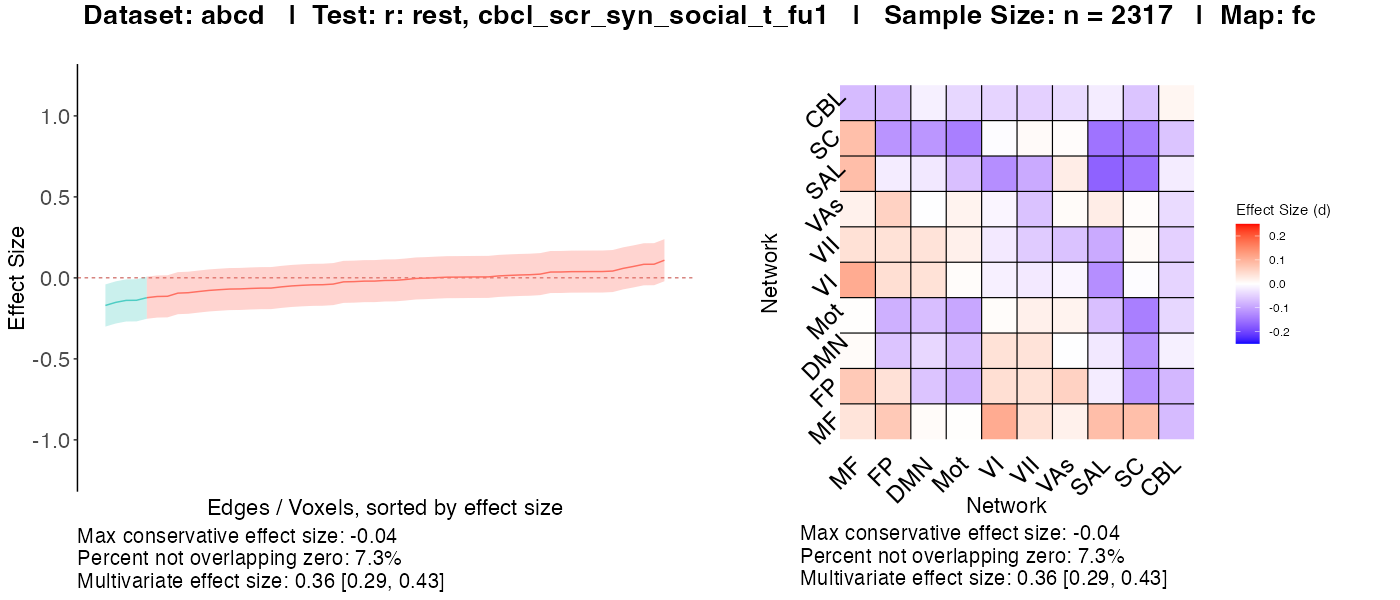 Dataset: abcd | Test: r: rest, cbcl_scr_syn_social_t_fu1 | Sample Size: n = 2317 | Map: fc
Effect Size
1.0
0.5
0.0
-0.5
-1.0
Edges / Voxels, sorted by effect size
Max conservative effect size: -0.04
Percent not overlapping zero: 7.3%
Multivariate effect size: 0.36 [0.29, 0.43]
Network
CBL
SC
SAL
VAs
VII
VI
Mot
DMN
FP
MF
MF FP DMN Mot VI VII VAs SAL SC CBL
Network
Effect Size (d)
0.2
0.1
0.0
-0.1
-0.2
Max conservative effect size: -0.04
Percent not overlapping zero: 7.3%
Multivariate effect size: 0.36 [0.29, 0.43]